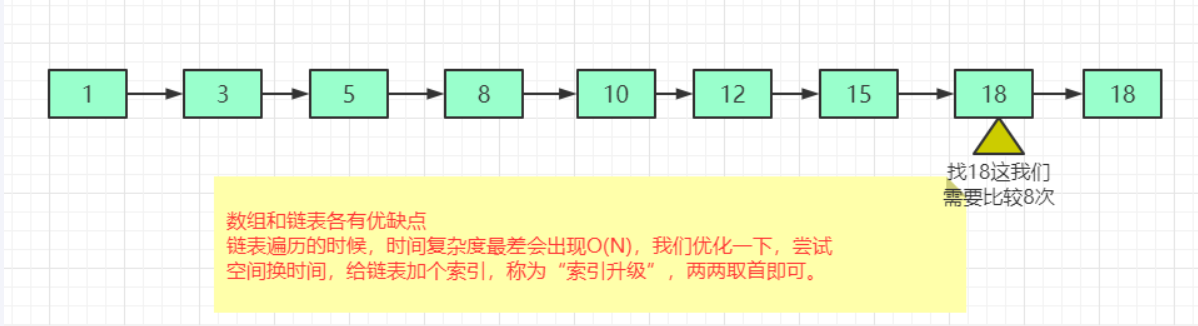 1 3 5 8 10 12 15 18 18
找18这我们
需要比较8次
数组和链表各有优缺点
链表遍历的时候，时间复杂度最差会出现O(N)，我们优化一下，尝试
空间换时间，给链表加个索引，称为“索引升级”，两两取首即可。